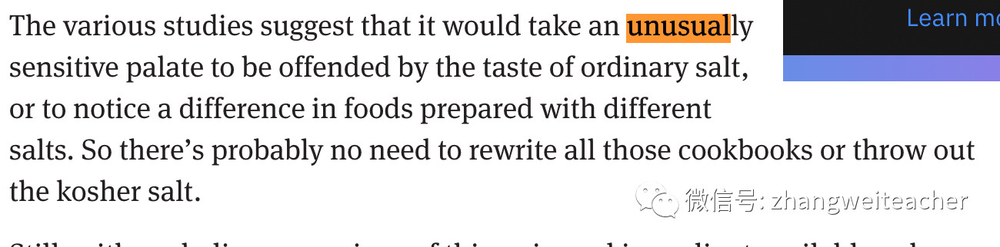 The various studies suggest that it would take an unusually
sensitive palate to be offended by the taste of ordinary salt,
or to notice a difference in foods prepared with different
salts. So there’s probably no need to rewrite all those cookbooks or throw out
the kosher salt.
Learn
微信号: zhangweiteacher